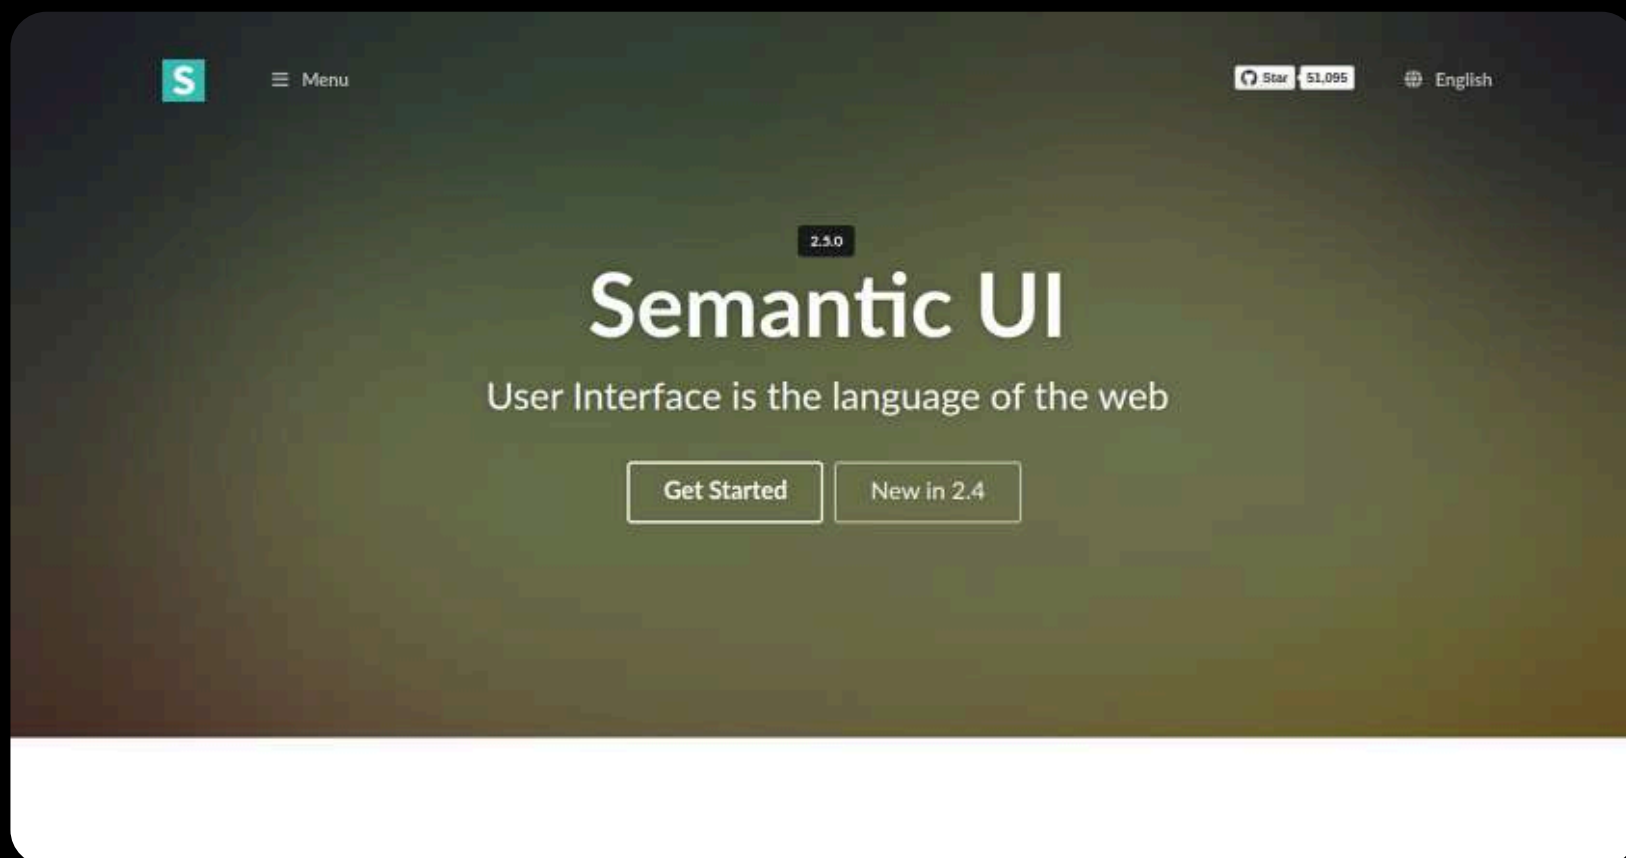 S
Menu
Star 51,095
English
2.5.0
Semantic UI
User Interface is the language of the web
Get Started
New in 2.4